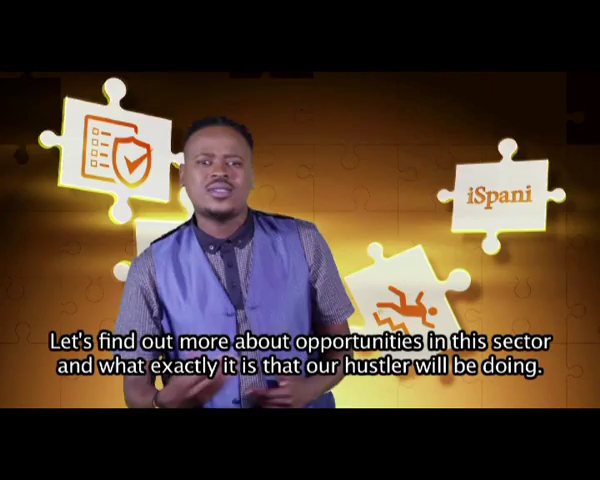 iSpani
Let's find out more about opportunities in this sector
and what exactly it is that our hustler will be doing.